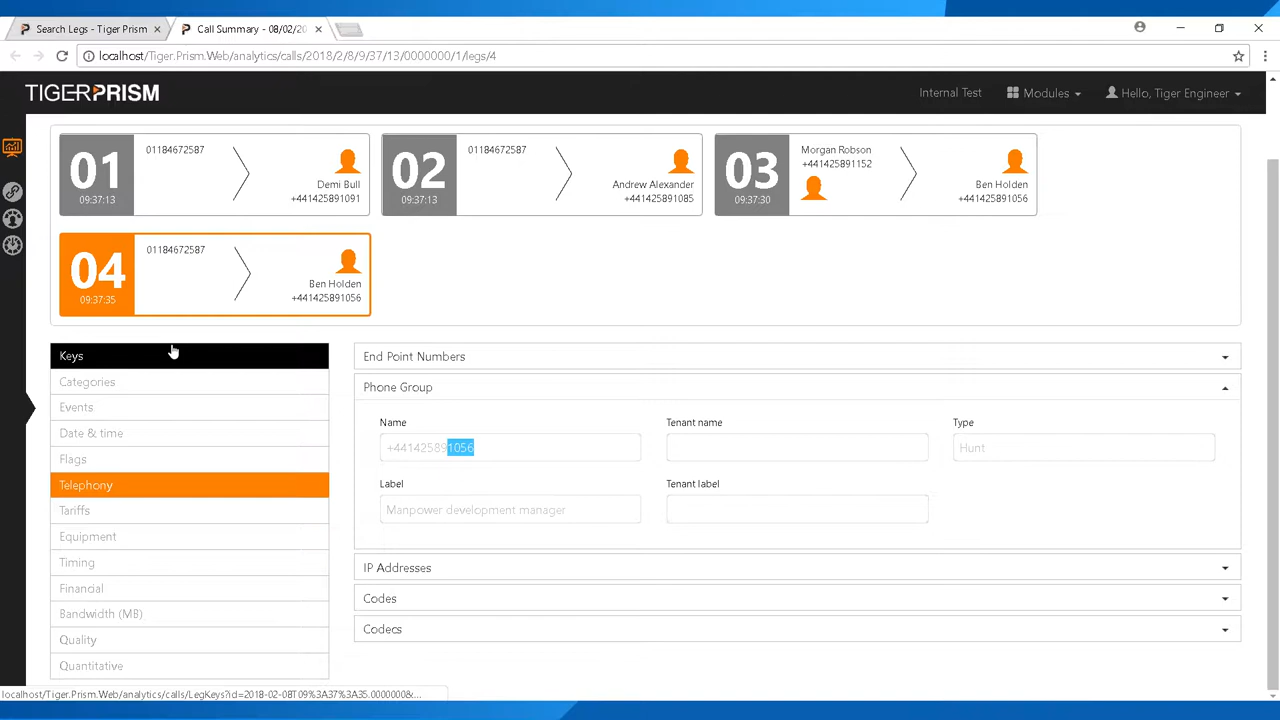 Search Legs - Tiger Prism
Call Summary - 08/02/20
localhost/Tiger.Prism.Web/analytics/calls/2018/2/8/9/37/13/0000000/1/legs/4
TIGERPRISM
Internal Test
Modules
Hello, Tiger Engineer
01
09:37:13
01184672587
Demi Bull
+441425891091
02
09:37:13
01184672587
Andrew Alexander
+441425891085
03
09:37:30
Morgan Robson
+441425891152
Ben Holden
+441425891056
04
09:37:35
01184672587
Ben Holden
+441425891056
Keys
Categories
Events
Date & time
Flags
Telephony
Tariffs
Equipment
Timing
Financial
Bandwidth (MB)
Quality
Quantitative
End Point Numbers
Phone Group
Name
Tenant name
Type
+441425891056
Hunt
Label
Tenant label
Manpower development manager
IP Addresses
Codes
Codecs
localhost/Tiger.Prism.Web/analytics/calls/LegKeys?id=2018-02-08T09%3A37%3A35.0000000&...